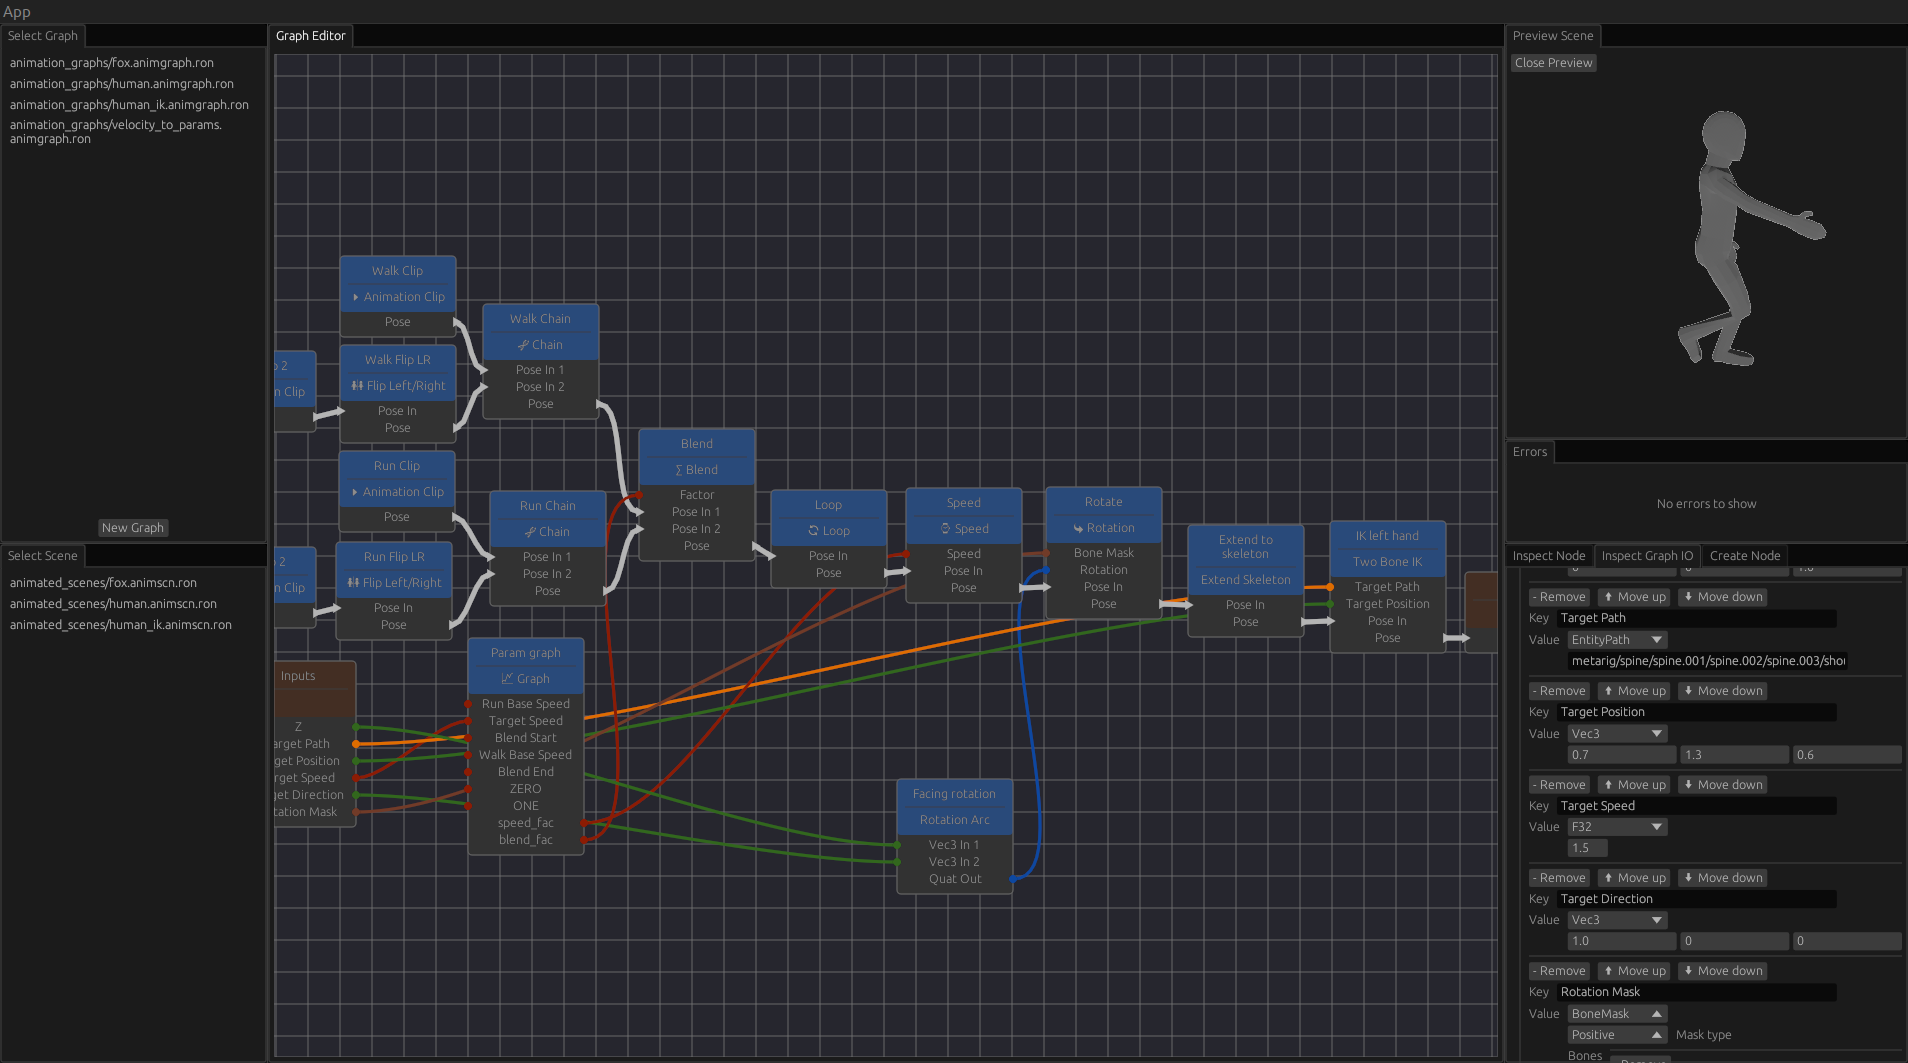 App
Select Graph
animation_graphs/fox.animgraph.ron
animation_graphs/human.animgraph.ron
animation_graphs/human_ik.animgraph.ron
animation_graphs/velocity_to_params.
animgraph.ron
New Graph
Select Scene
animated_scenes/fox.animscn.ron
animated_scenes/human.animscn.ron
animated_scenes/human_ik.animscn.ron
Graph Editor
Walk Clip
Animation Clip
Pose
2
Clip
Walk Flip LR
Flip Left/Right
Pose In
Pose
Walk Chain
Chain
Pose In 1
Pose In 2
Pose
Run Clip
Animation Clip
Pose
2
Clip
Run Flip LR
Flip Left/Right
Pose In
Pose
Run Chain
Chain
Pose In 1
Pose In 2
Pose
Blend
∑ Blend
Factor
Pose In 1
Pose In 2
Pose
Loop
Loop
Pose In
Pose
Speed
Speed
Speed
Pose In
Pose
Rotate
Rotation
Bone Mask
Rotation
Pose In
Pose
Extend to
skeleton
Extend Skeleton
Pose In
Pose
IK left hand
Two Bone IK
Target Path
Target Position
Pose In
Pose
Inputs
Z
arget Path
get Position
rget Speed
get Direction
tation Mask
Param graph
Graph
Run Base Speed
Target Speed
Blend Start
Walk Base Speed
Blend End
ZERO
ONE
speed_fac
blend_fac
Facing rotation
Rotation Arc
Vec3 In 1
Vec3 In 2
Quat Out
Preview Scene
Close Preview
Errors
No errors to show
Inspect Node
Inspect Graph IO
Create Node
- Remove
Move up
Move down
Key Target Path
Value EntityPath
metarig/spine/spine.001/spine.002/spine.003/shou
- Remove
Move up
Move down
Key Target Position
Value Vec3
0.7 1.3 0.6
- Remove
Move up
Move down
Key Target Speed
Value F32
1.5
- Remove
Move up
Move down
Key Target Direction
Value Vec3
1.0 0 0
- Remove
Move up
Move down
Key Rotation Mask
Value BoneMask
Positive Mask type
Bones